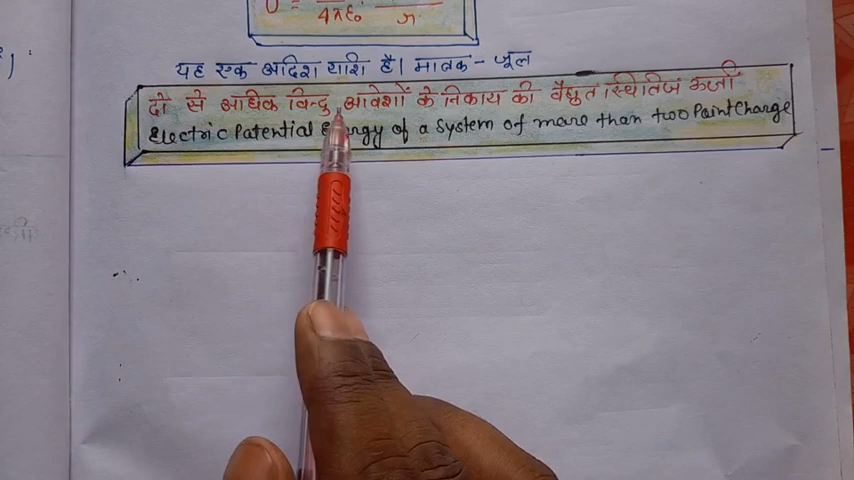 U =
4πε₀ r
यह एक अदिश राशि है। मात्रक - जूल
दो से अधिक बिन्दु आवेशों के निकाय की वैद्युत स्थितिज ऊर्जा
Electric Potential Energy of a System of more than two Point Charge